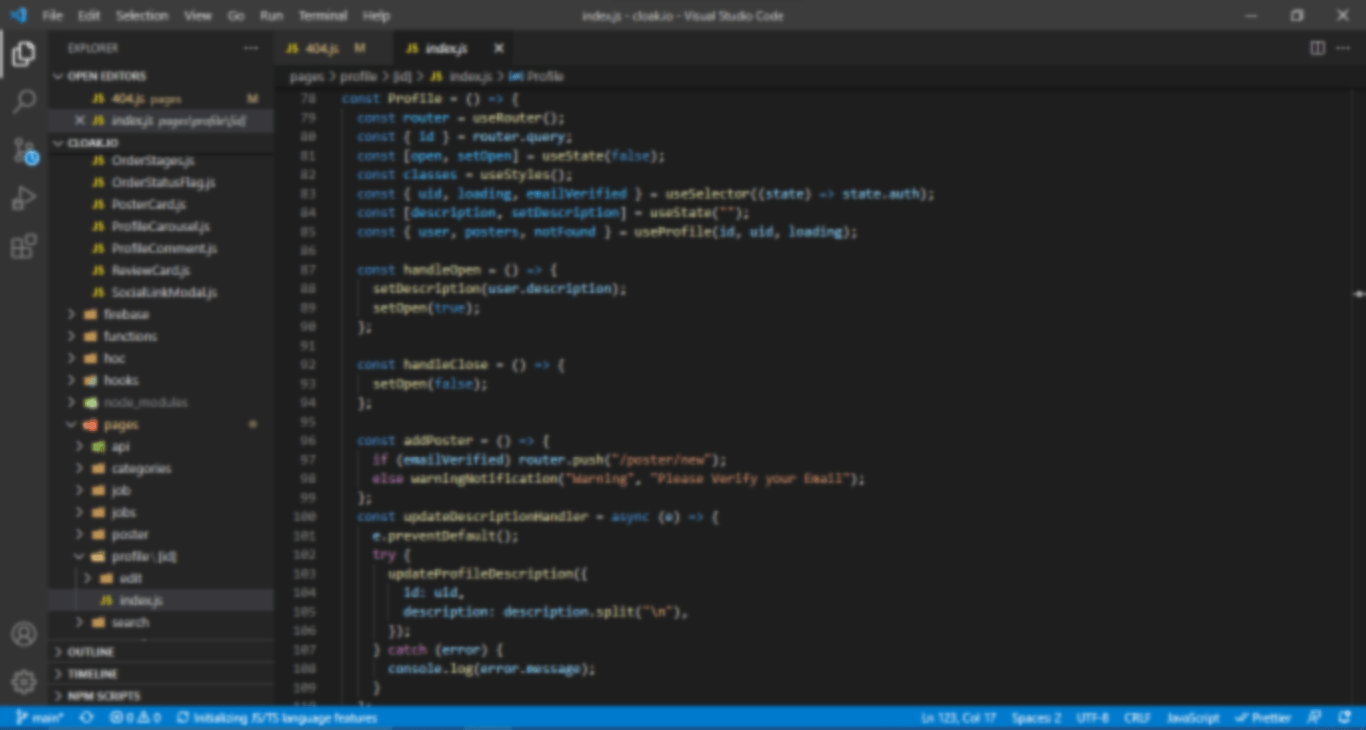 File Edit Selection View Go Run Terminal Help
index.js - cloak.io - Visual Studio Code
EXPLORER
OPEN EDITORS
JS 404.js pages M
JS index.js pages\profile\[id]
CLOAK.IO
JS OrderStages.js
JS OrderStatusFlag.js
JS PosterCard.js
JS ProfileCarousel.js
JS ProfileComment.js
JS ReviewCard.js
JS SocialLinkModal.js
firebase
functions
hoc
hooks
node_modules
pages
api
categories
job
jobs
poster
profile\[id]
edit
JS index.js
search
OUTLINE
TIMELINE
NPM SCRIPTS
JS 404.js M
JS index.js
pages > profile > [id] > JS index.js > Profile
78 const Profile = () => {
79 const router = useRouter();
80 const { id } = router.query;
81 const [open, setOpen] = useState(false);
82 const classes = useStyles();
83 const { uid, loading, emailVerified } = useSelector((state) => state.auth);
84 const [description, setDescription] = useState("");
85 const { user, posters, notFound } = useProfile(id, uid, loading);
86
87 const handleOpen = () => {
88 setDescription(user.description);
89 setOpen(true);
90 };
91
92 const handleClose = () => {
93 setOpen(false);
94 };
95
96 const addPoster = () => {
97 if (emailVerified) router.push("/poster/new");
98 else warningNotification("Warning", "Please Verify your Email");
99 };
100 const updateDescriptionHandler = async (e) => {
101 e.preventDefault();
102 try {
103 updateProfileDescription({
104 id: uid,
105 description: description.split("\n"),
106 });
107 } catch (error) {
108 console.log(error.message);
109 }
main* 0 0 Initializing JS/TS language features
Ln 123, Col 17 Spaces: 2 UTF-8 CRLF JavaScript Prettier